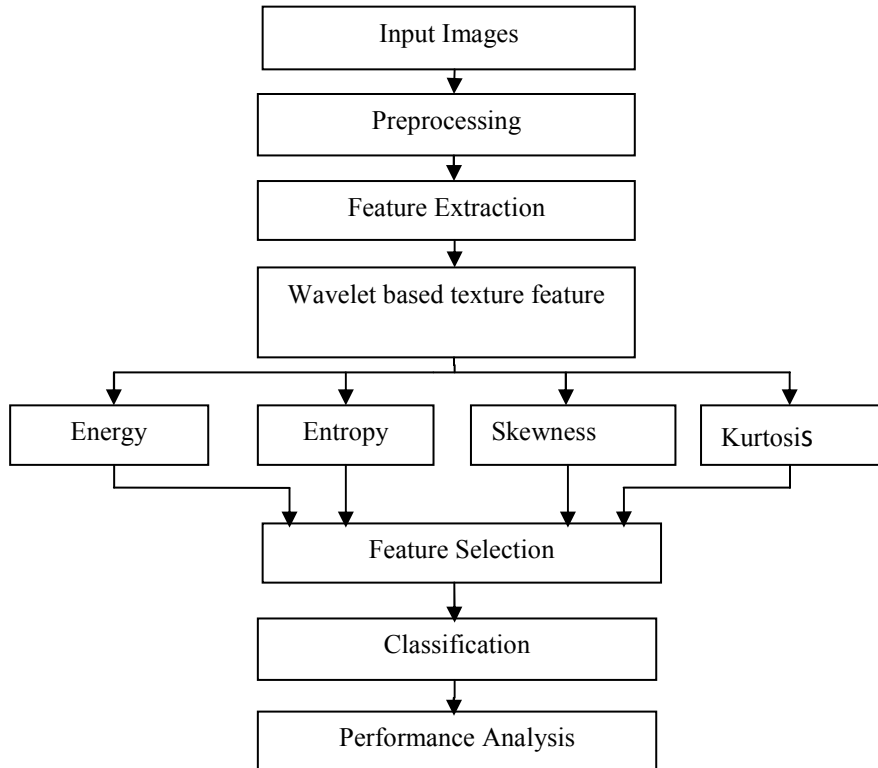 Input Images
Preprocessing
Feature Extraction
Wavelet based texture feature
Energy
Entropy
Skewness
Kurtosis
Feature Selection
Classification
Performance Analysis